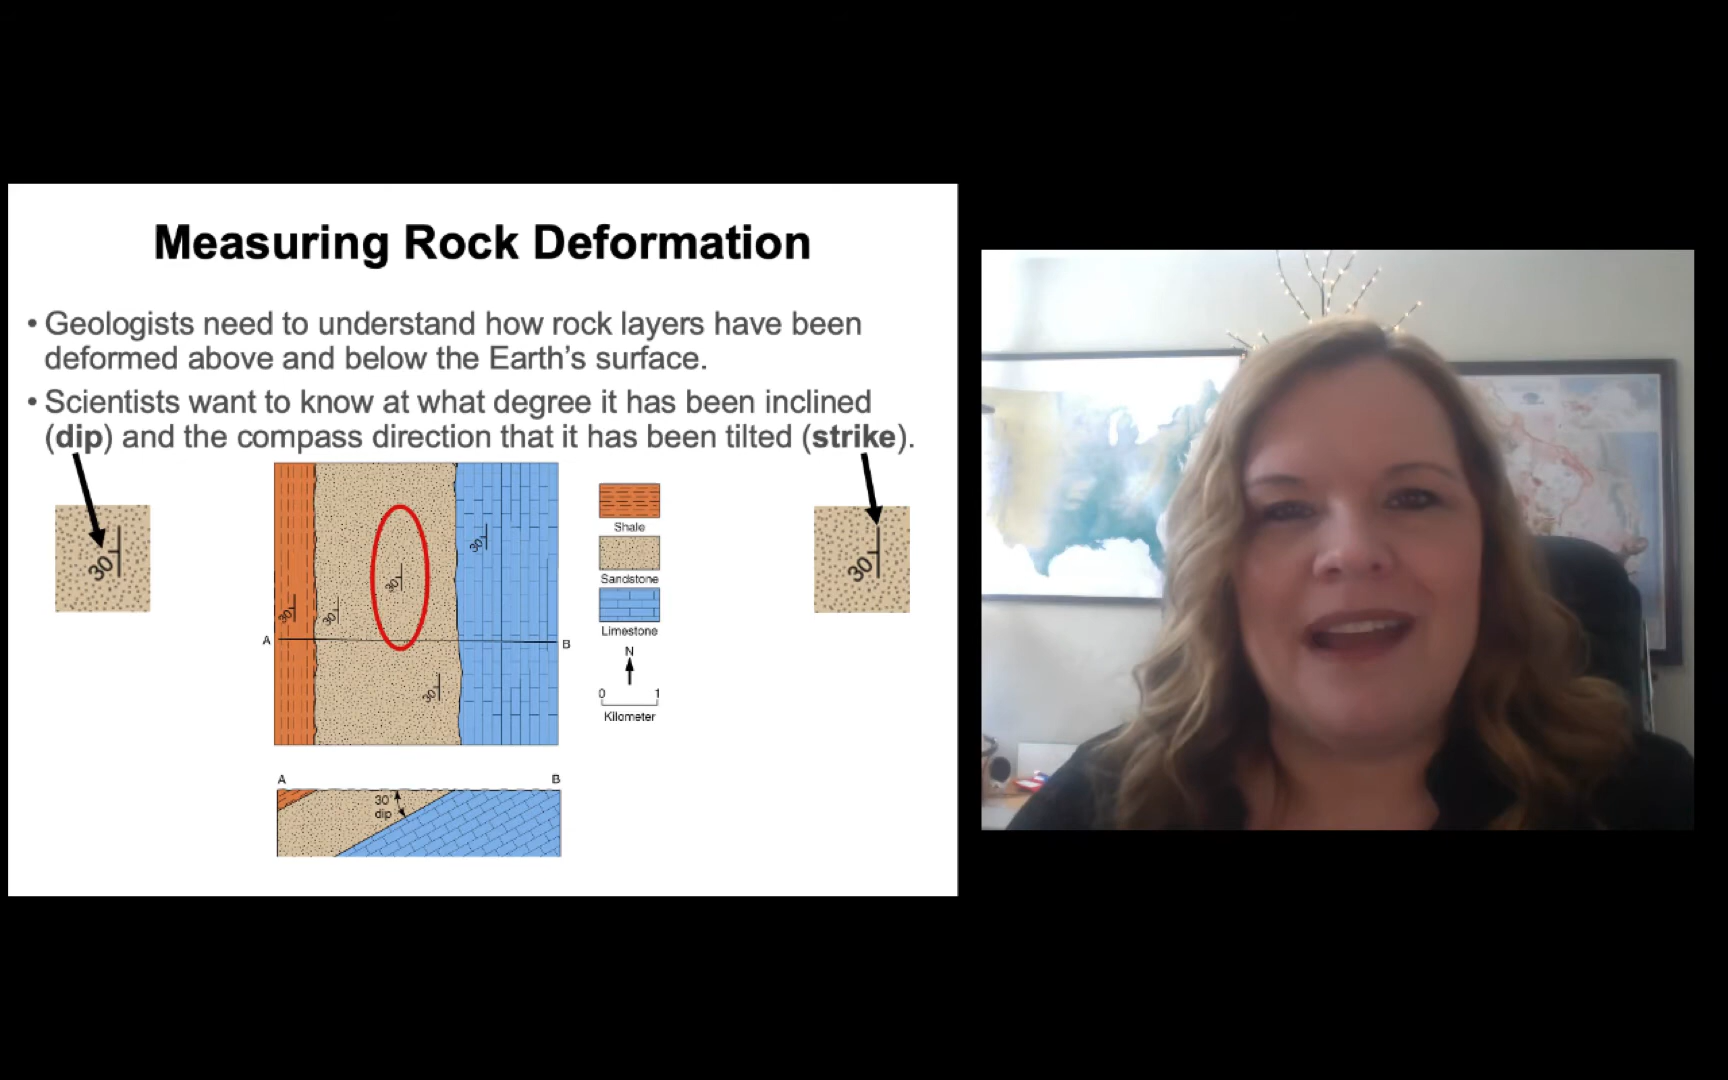 Measuring Rock Deformation
• Geologists need to understand how rock layers have been
deformed above and below the Earth's surface.
• Scientists want to know at what degree it has been inclined
(dip) and the compass direction that it has been tilted (strike).
30
30
30
30
30
30
30
A
B
Shale
Sandstone
Limestone
N
0 1
Kilometer
A B
30°
dip